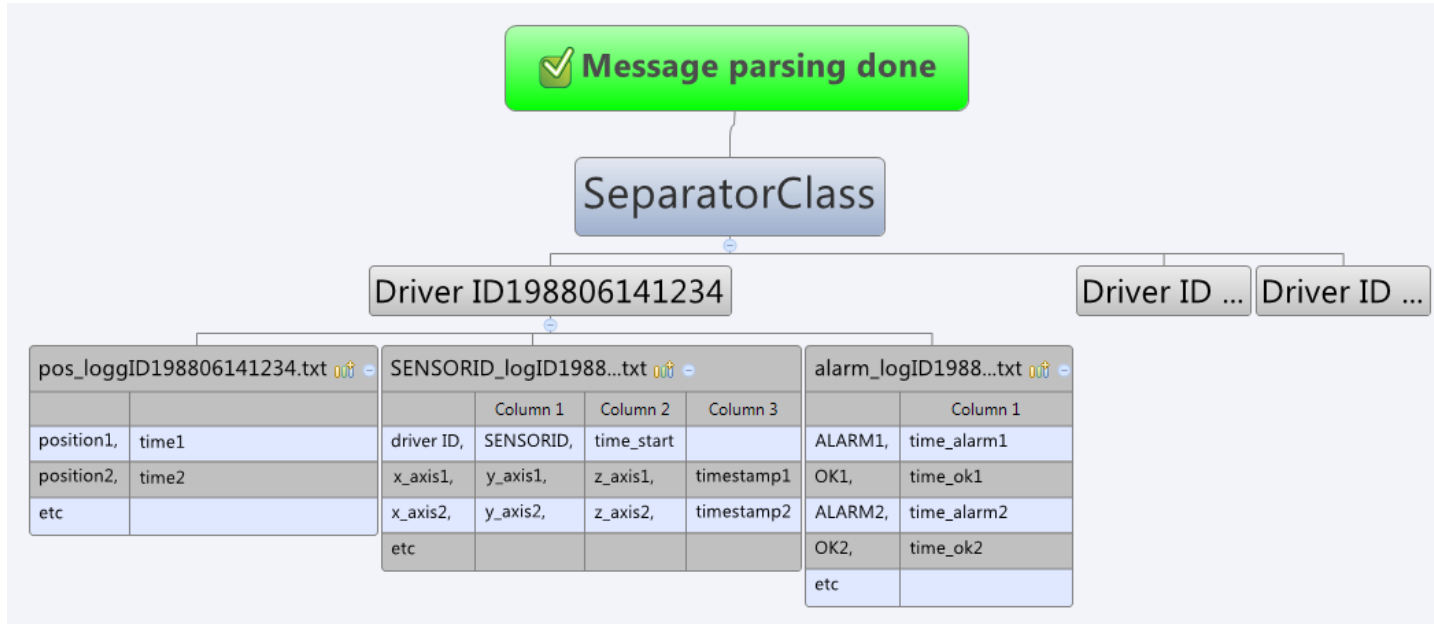 Message parsing done
SeparatorClass
Driver ID198806141234
Driver ID ...
Driver ID ...
pos_loggID198806141234.txt
position1, time1
position2, time2
etc
SENSORID_logID1988...txt
Column 1 Column 2 Column 3
driver ID, SENSORID, time_start
x_axis1, y_axis1, z_axis1, timestamp1
x_axis2, y_axis2, z_axis2, timestamp2
etc
alarm_logID1988...txt
Column 1
ALARM1, time_alarm1
OK1, time_ok1
ALARM2, time_alarm2
OK2, time_ok2
etc